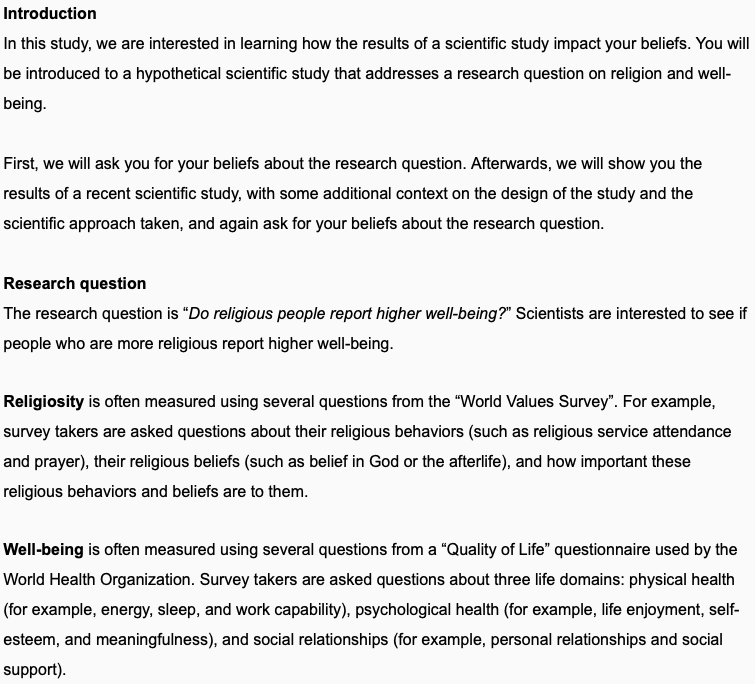 Introduction
In this study, we are interested in learning how the results of a scientific study impact your beliefs. You will
be introduced to a hypothetical scientific study that addresses a research question on religion and well-
being.
First, we will ask you for your beliefs about the research question. Afterwards, we will show you the
results of a recent scientific study, with some additional context on the design of the study and the
scientific approach taken, and again ask for your beliefs about the research question.
Research question
The research question is “Do religious people report higher well-being?” Scientists are interested to see if
people who are more religious report higher well-being.
Religiosity is often measured using several questions from the “World Values Survey”. For example,
survey takers are asked questions about their religious behaviors (such as religious service attendance
and prayer), their religious beliefs (such as belief in God or the afterlife), and how important these
religious behaviors and beliefs are to them.
Well-being is often measured using several questions from a “Quality of Life” questionnaire used by the
World Health Organization. Survey takers are asked questions about three life domains: physical health
(for example, energy, sleep, and work capability), psychological health (for example, life enjoyment, self-
esteem, and meaningfulness), and social relationships (for example, personal relationships and social
support).